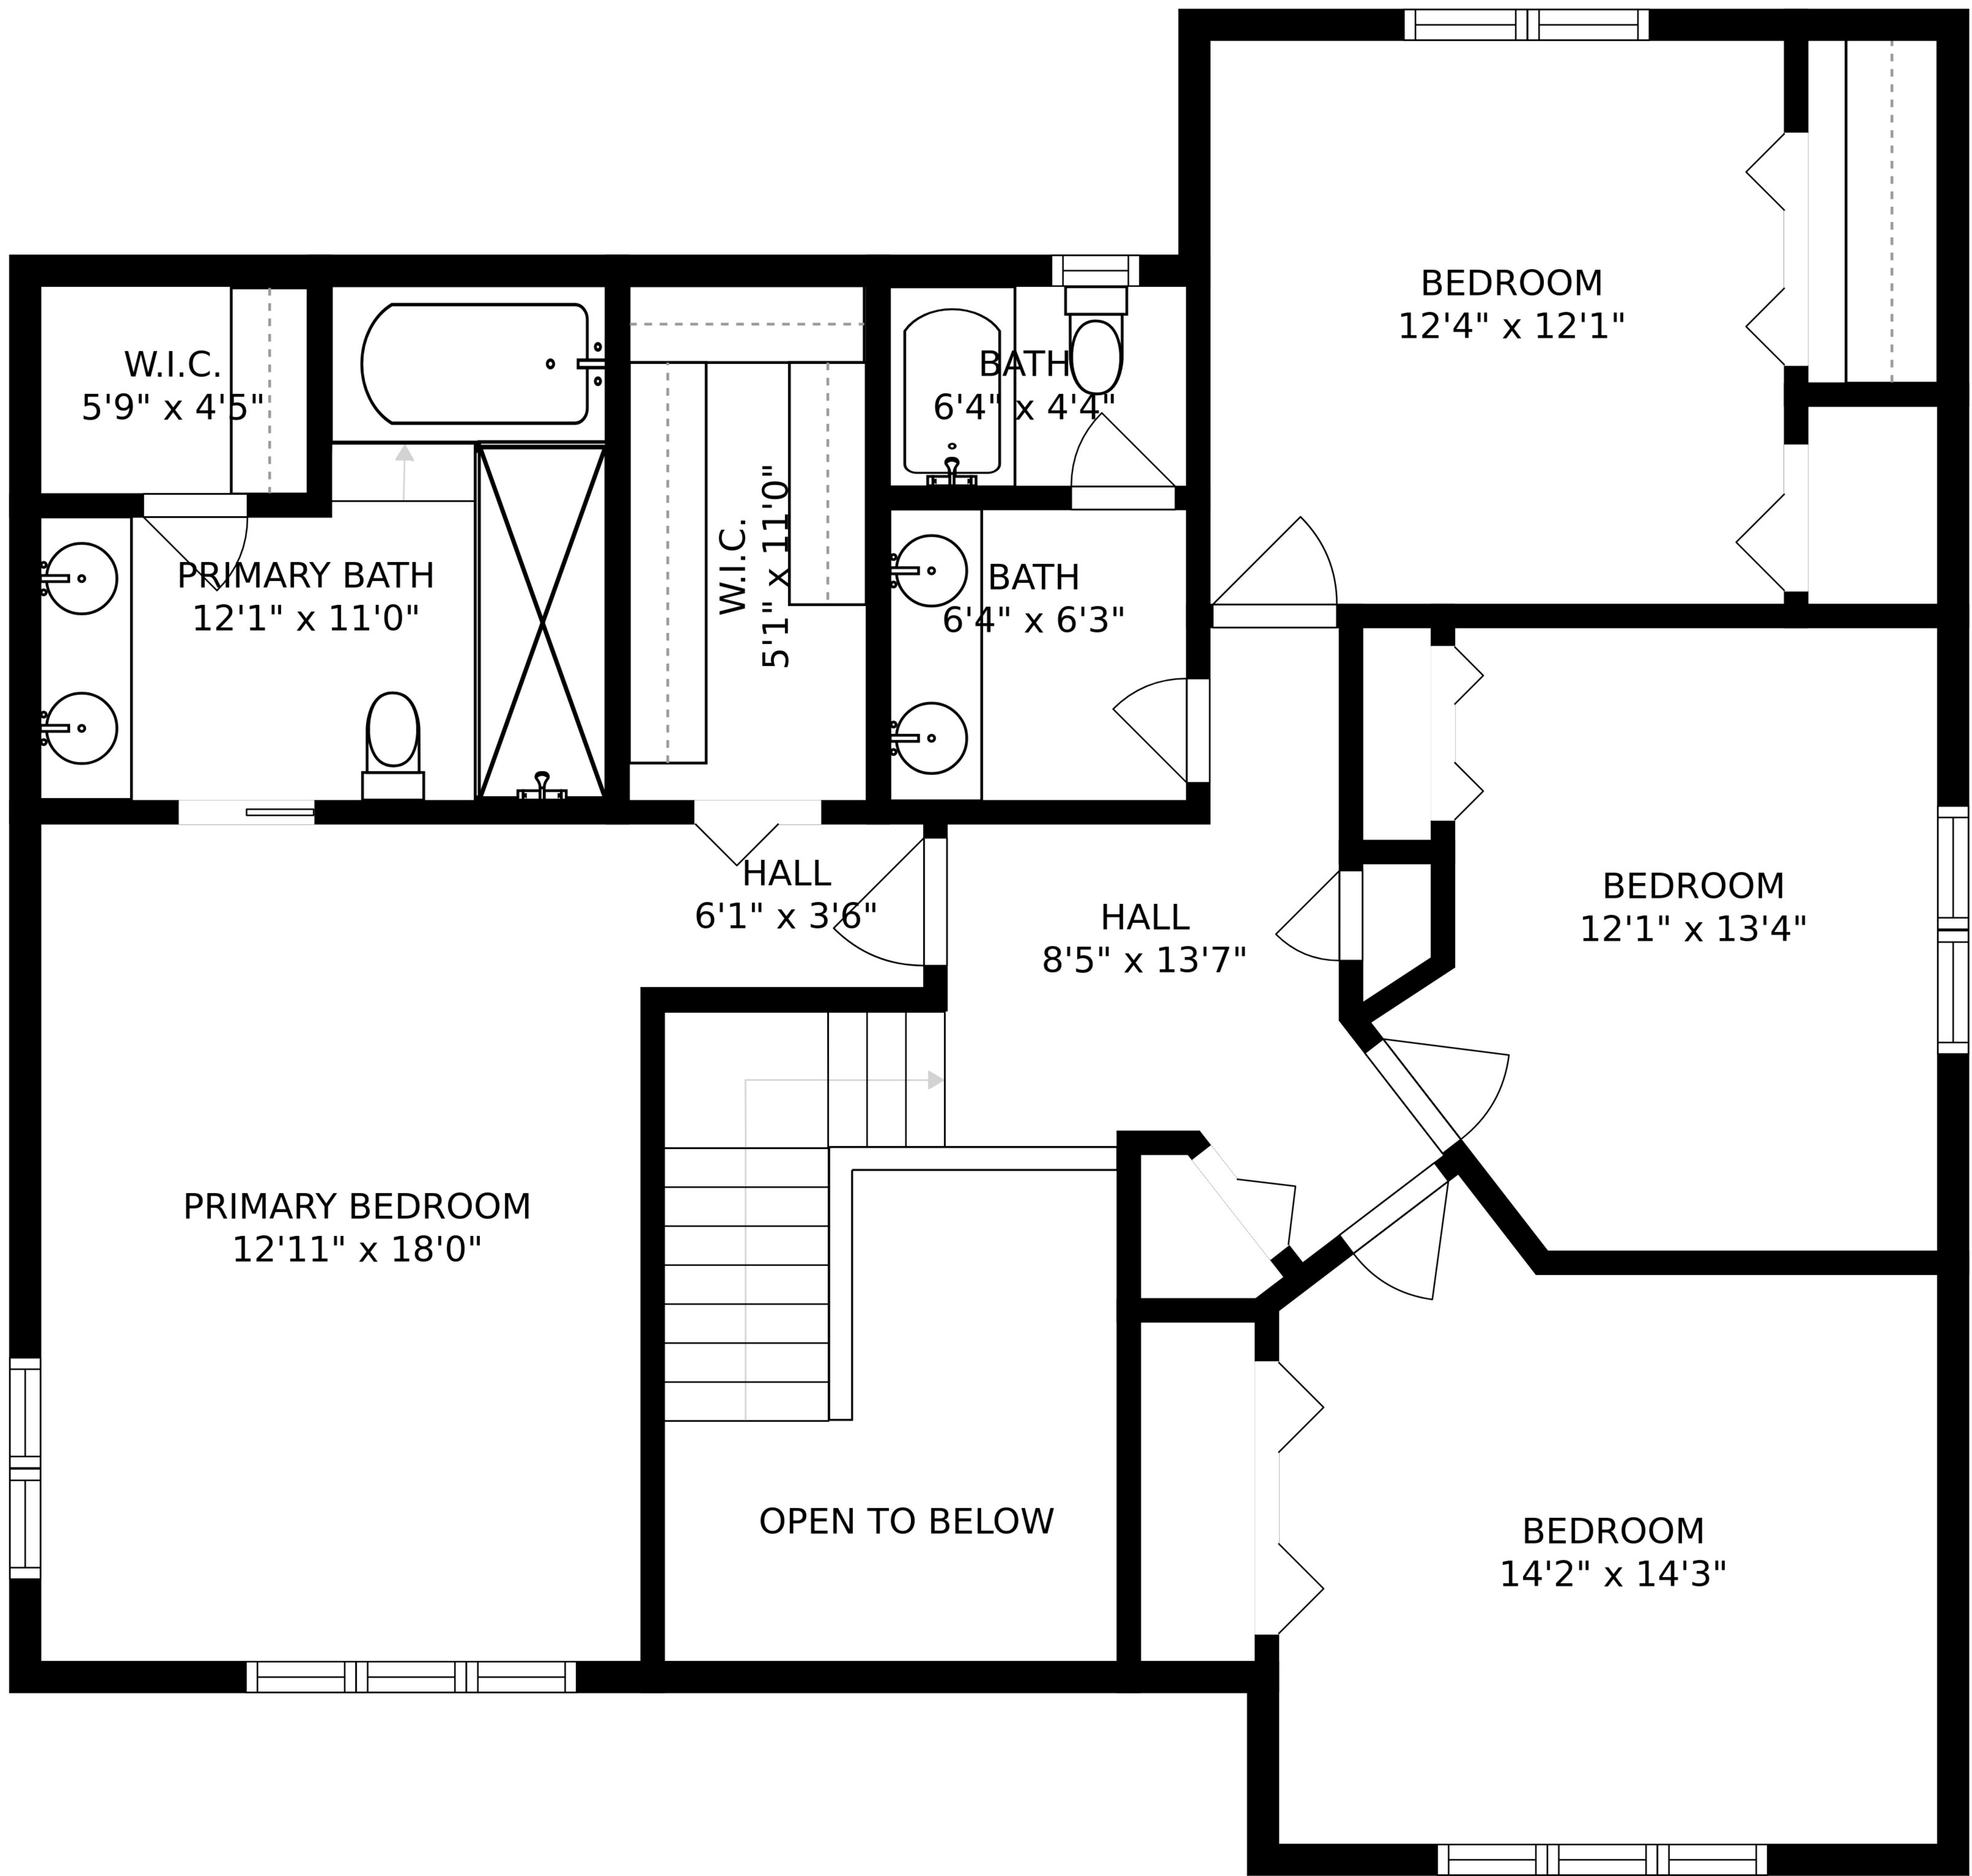 BEDROOM
12'4" x 12'1"
W.I.C.
5'9" x 4'5"
BATH
6'4" x 4'4"
W.I.C.
5'1" x 11'0"
PRIMARY BATH
12'1" x 11'0"
BATH
6'4" x 6'3"
HALL
6'1" x 3'6"
HALL
8'5" x 13'7"
BEDROOM
12'1" x 13'4"
PRIMARY BEDROOM
12'11" x 18'0"
OPEN TO BELOW
BEDROOM
14'2" x 14'3"